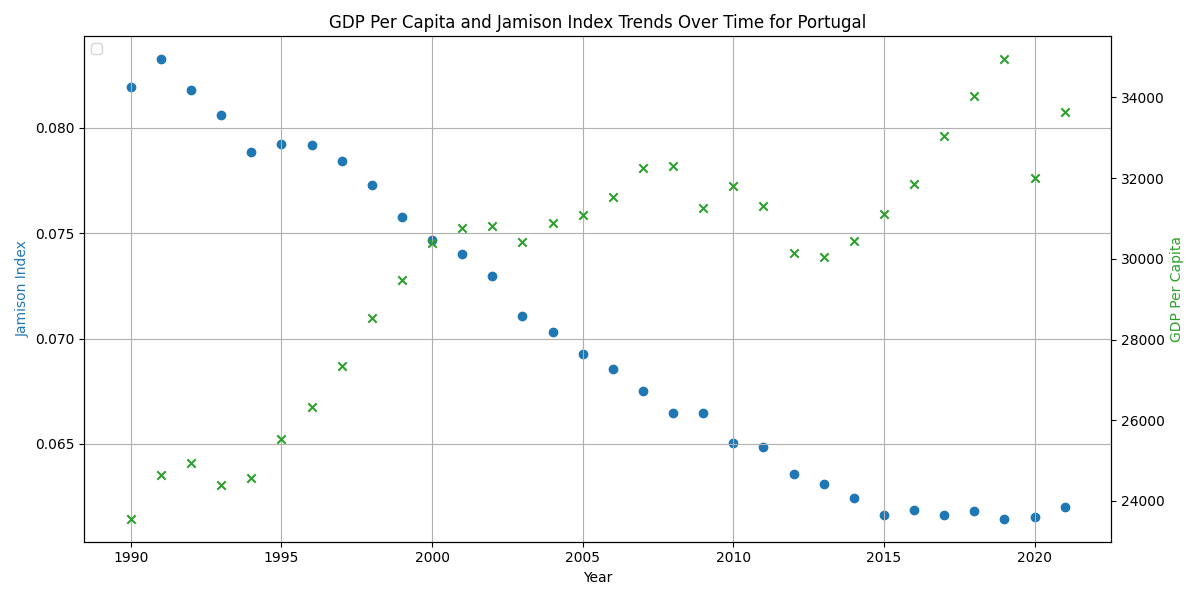 GDP Per Capita and Jamison Index Trends Over Time for Portugal
Jamison Index
0.080
0.075
0.070
0.065
34000
32000
30000
28000
26000
24000
GDP Per Capita
1990 1995 2000 2005 2010 2015 2020
Year